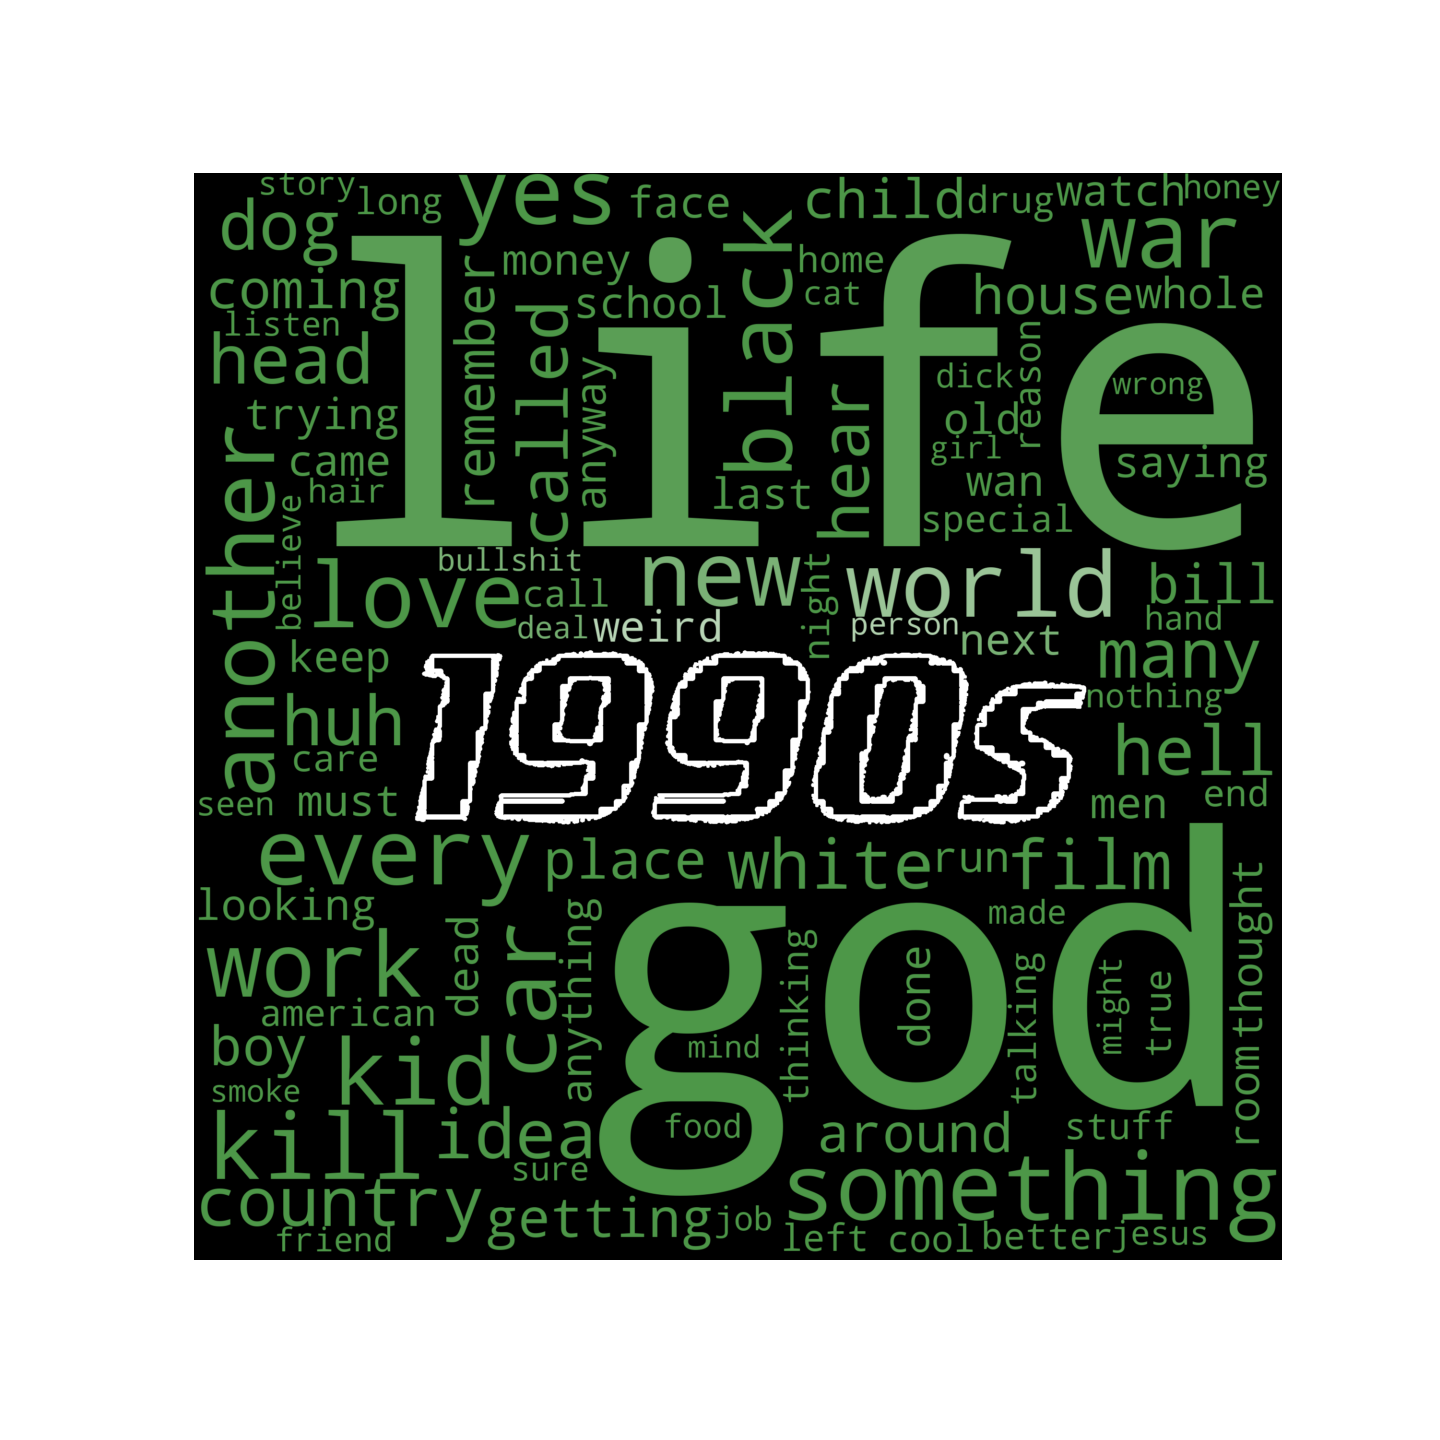 story
long
yes
face
child
drug
watch
honey
dog
life
black
war
money
home
coming
remember
called
school
cat
house
whole
listen
head
anyway
hear
dick
reason
wrong
trying
old
another
came
girl
saying
hair
last
wan
believe
special
bullshit
love
call
new
night
world
bill
deal
weird
person
next
hand
keep
many
1990s
nothing
huh
care
hell
seen
must
men
end
every
place
white
run
film
looking
god
made
thought
work
dead
car
anything
thinking
done
talking
might
true
american
boy
kid
mind
room
smoke
kill
idea
food
around
stuff
sure
something
country
getting
job
friend
left
cool
better
jesus